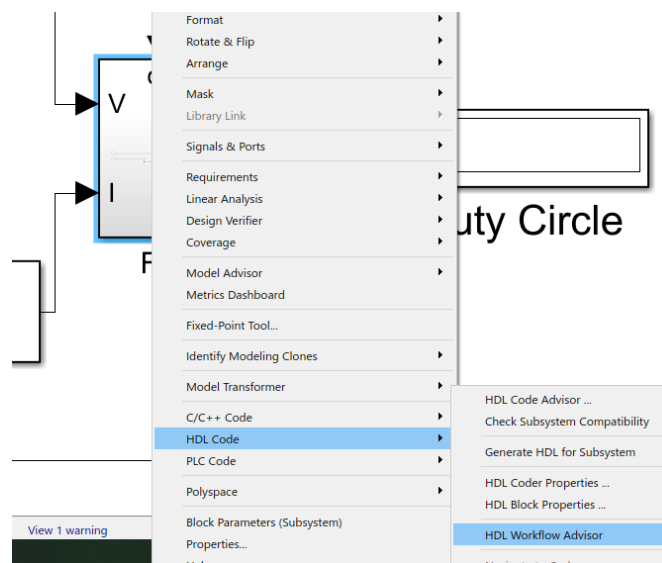 Format
Rotate & Flip
Arrange
Mask
Library Link
Signals & Ports
Requirements
Linear Analysis
Design Verifier
Coverage
Model Advisor
Metrics Dashboard
Fixed-Point Tool...
Identify Modeling Clones
Model Transformer
C/C++ Code
HDL Code
PLC Code
Polyspace
Block Parameters (Subsystem)
Properties...
V
I
uty Circle
HDL Code Advisor ...
Check Subsystem Compatibility
Generate HDL for Subsystem
HDL Coder Properties ...
HDL Block Properties ...
HDL Workflow Advisor
View 1 warning